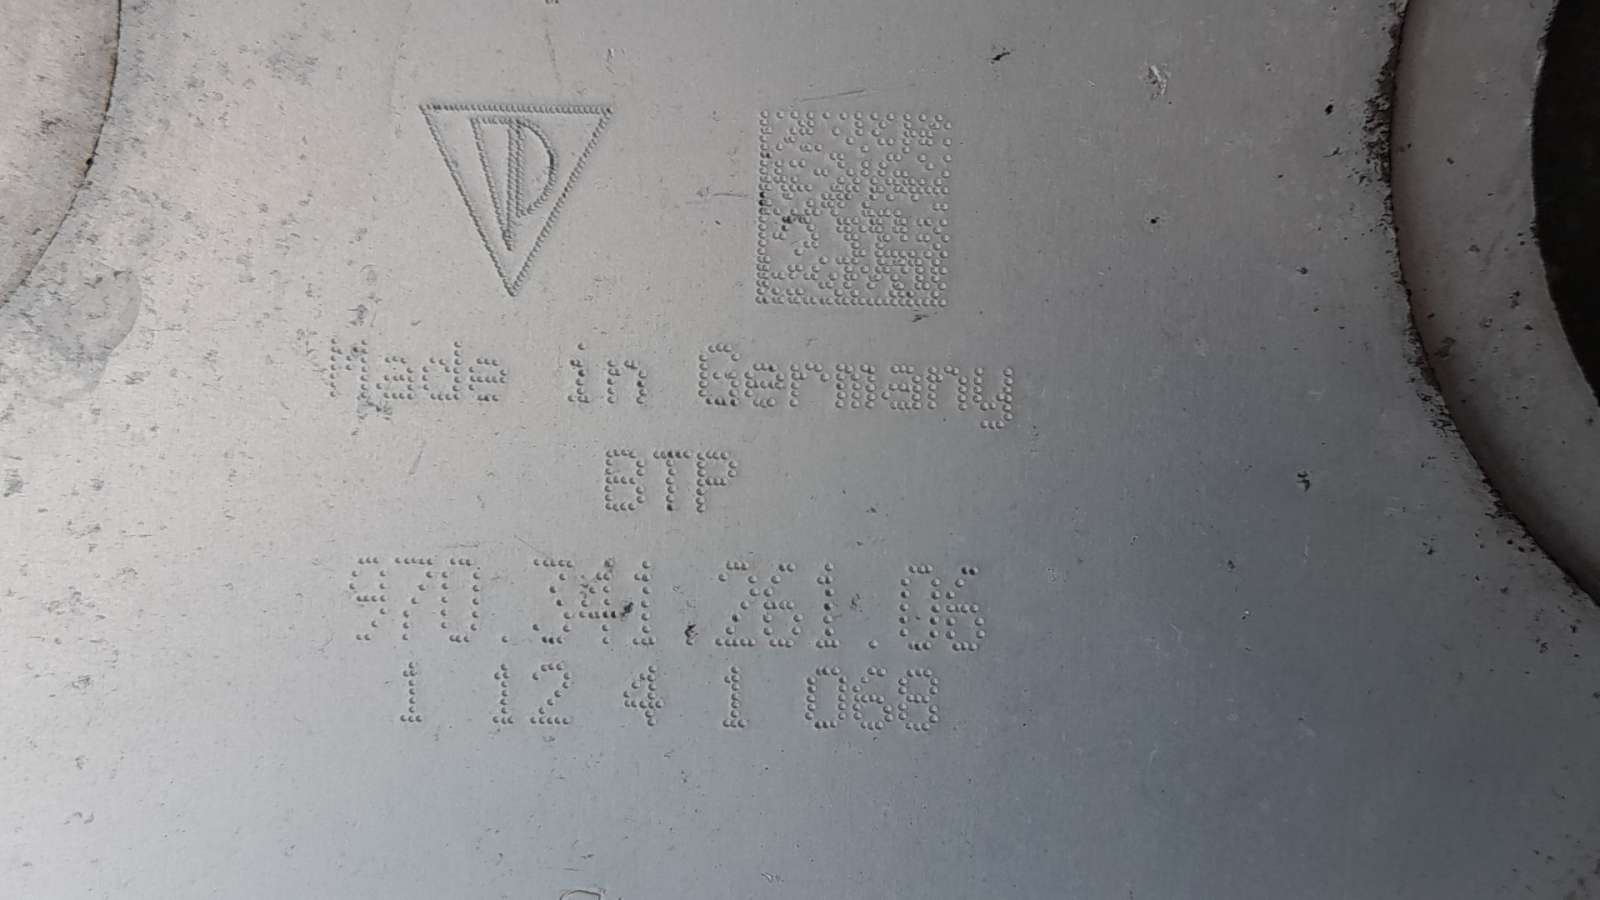 Made in Germany
BTP
970.341.261.06
1 12 4 1 068